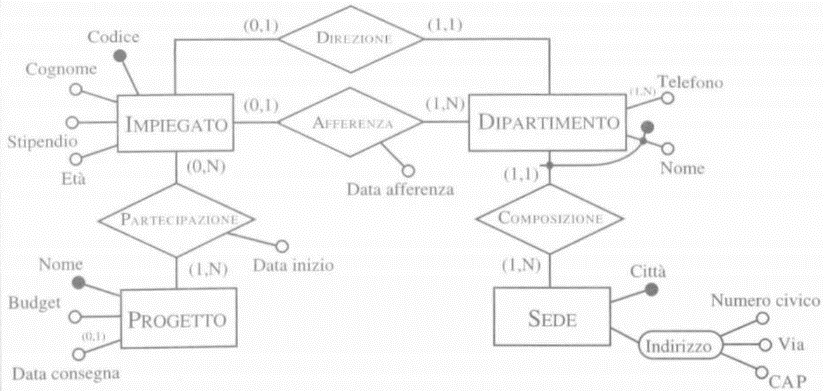 (0,1)
DIREZIONE
(1,1)
Codice
Cognome
Telefono
(1,N)
IMPIEGATO
(0,1)
AFFERENZA
(1,N)
DIPARTIMENTO
Stipendio
Età
(0,N)
Data afferenza
(1,1)
Nome
PARTECIPAZIONE
COMPOSIZIONE
Nome
(1,N)
Data inizio
(1,N)
Città
Budget
PROGETTO
SEDE
Numero civico
(0,1)
Indirizzo
Via
Data consegna
CAP